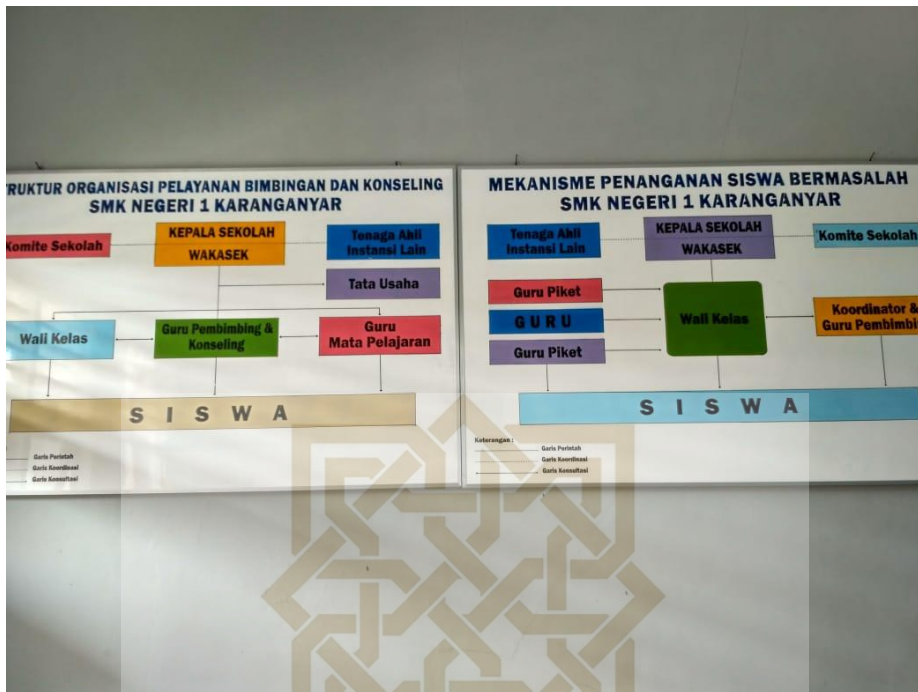 TRUKTUR ORGANISASI PELAYANAN BIMBINGAN DAN KONSELING
SMK NEGERI 1 KARANGANYAR
Komite Sekolah
KEPALA SEKOLAH
WAKASEK
Tenaga Ahli
Instansi Lain
Tata Usaha
Wali Kelas
Guru Pembimbing &
Konseling
Guru
Mata Pelajaran
S I S W A
Garis Perintah
Garis Koordinasi
Garis Konsultasi
MEKANISME PENANGANAN SISWA BERMASALAH
SMK NEGERI 1 KARANGANYAR
Tenaga Ahli
Instansi Lain
KEPALA SEKOLAH
WAKASEK
Komite Sekolah
Guru Piket
G U R U
Guru Piket
Wali Kelas
Koordinator &
Guru Pembimbi
S I S W A
Keterangan :
Garis Perintah
Garis Koordinasi
Garis Konsultasi